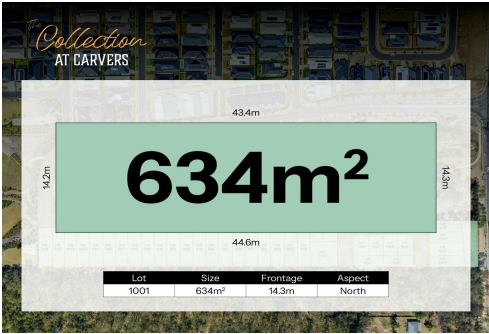 The
Collection
AT CARVERS
43.4m
14.2m
634m²
14.3m
44.6m
Lot Size Frontage Aspect
1001 634m² 14.3m North